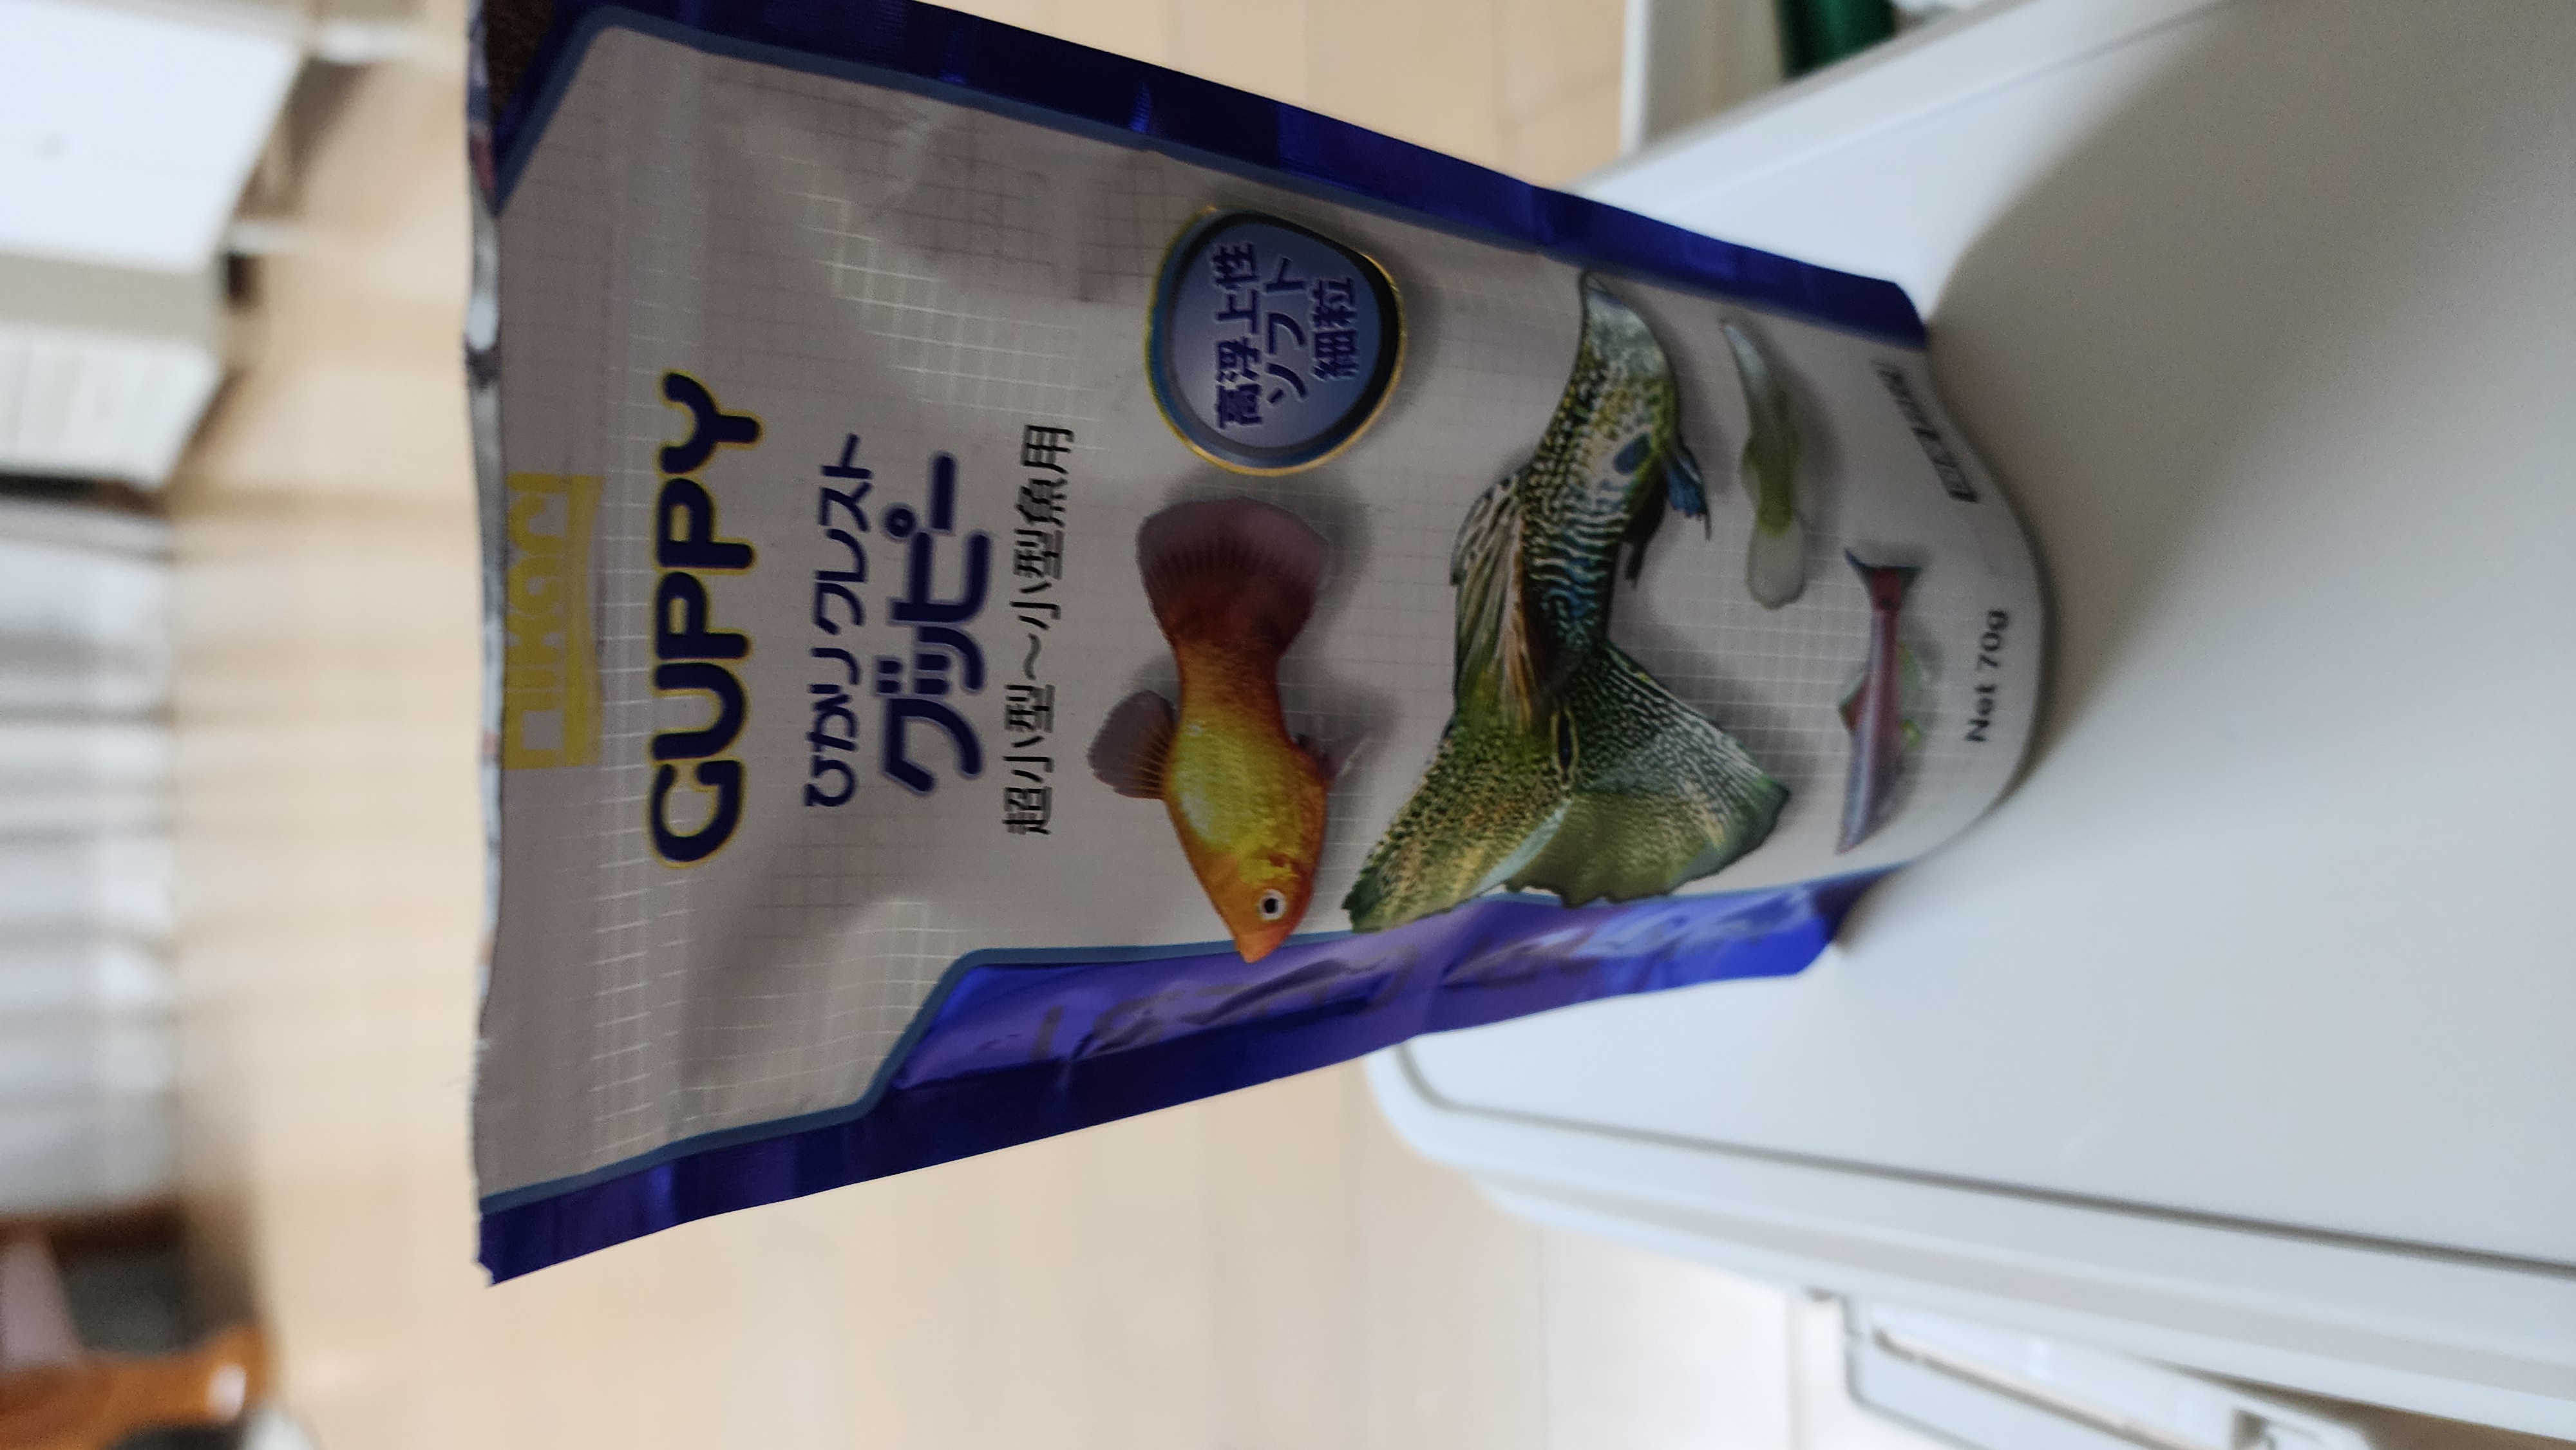 GUPPY
ひかりクレスト
グッピー
超小型〜小型魚用
高浮上性
ソフト
細粒
Net 70g